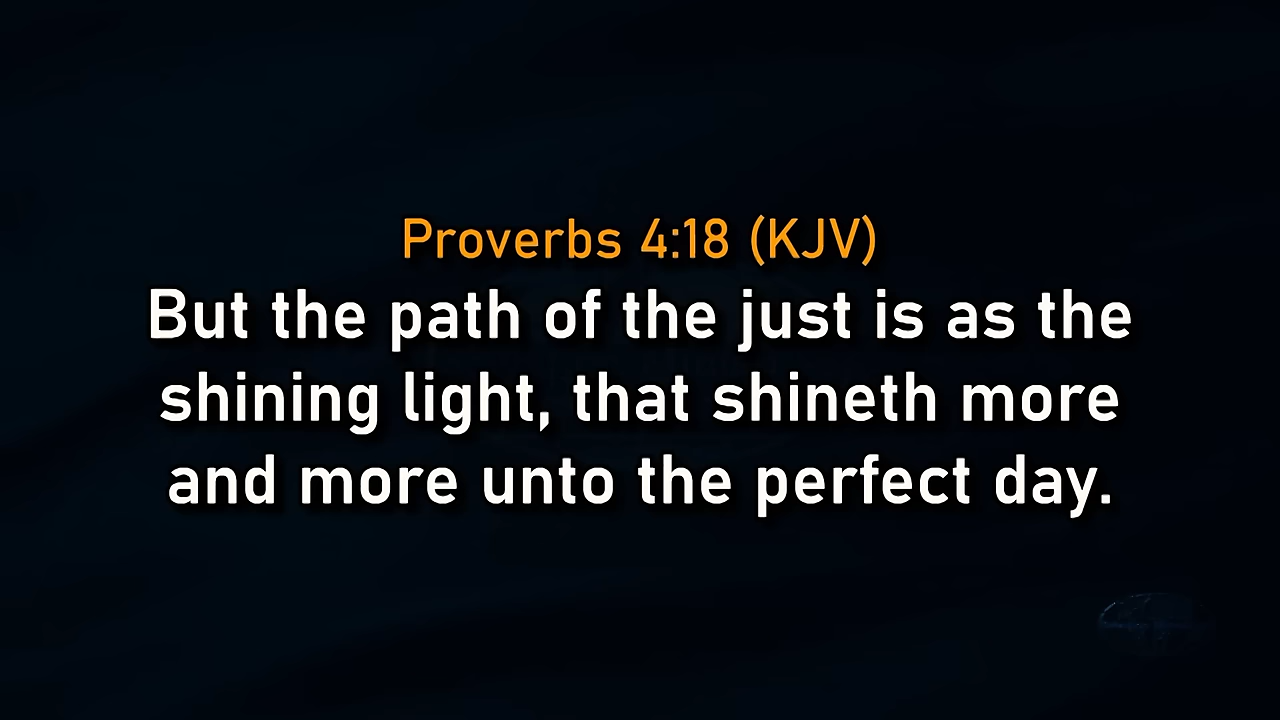 Proverbs 4:18 (KJV)
But the path of the just is as the
shining light, that shineth more
and more unto the perfect day.